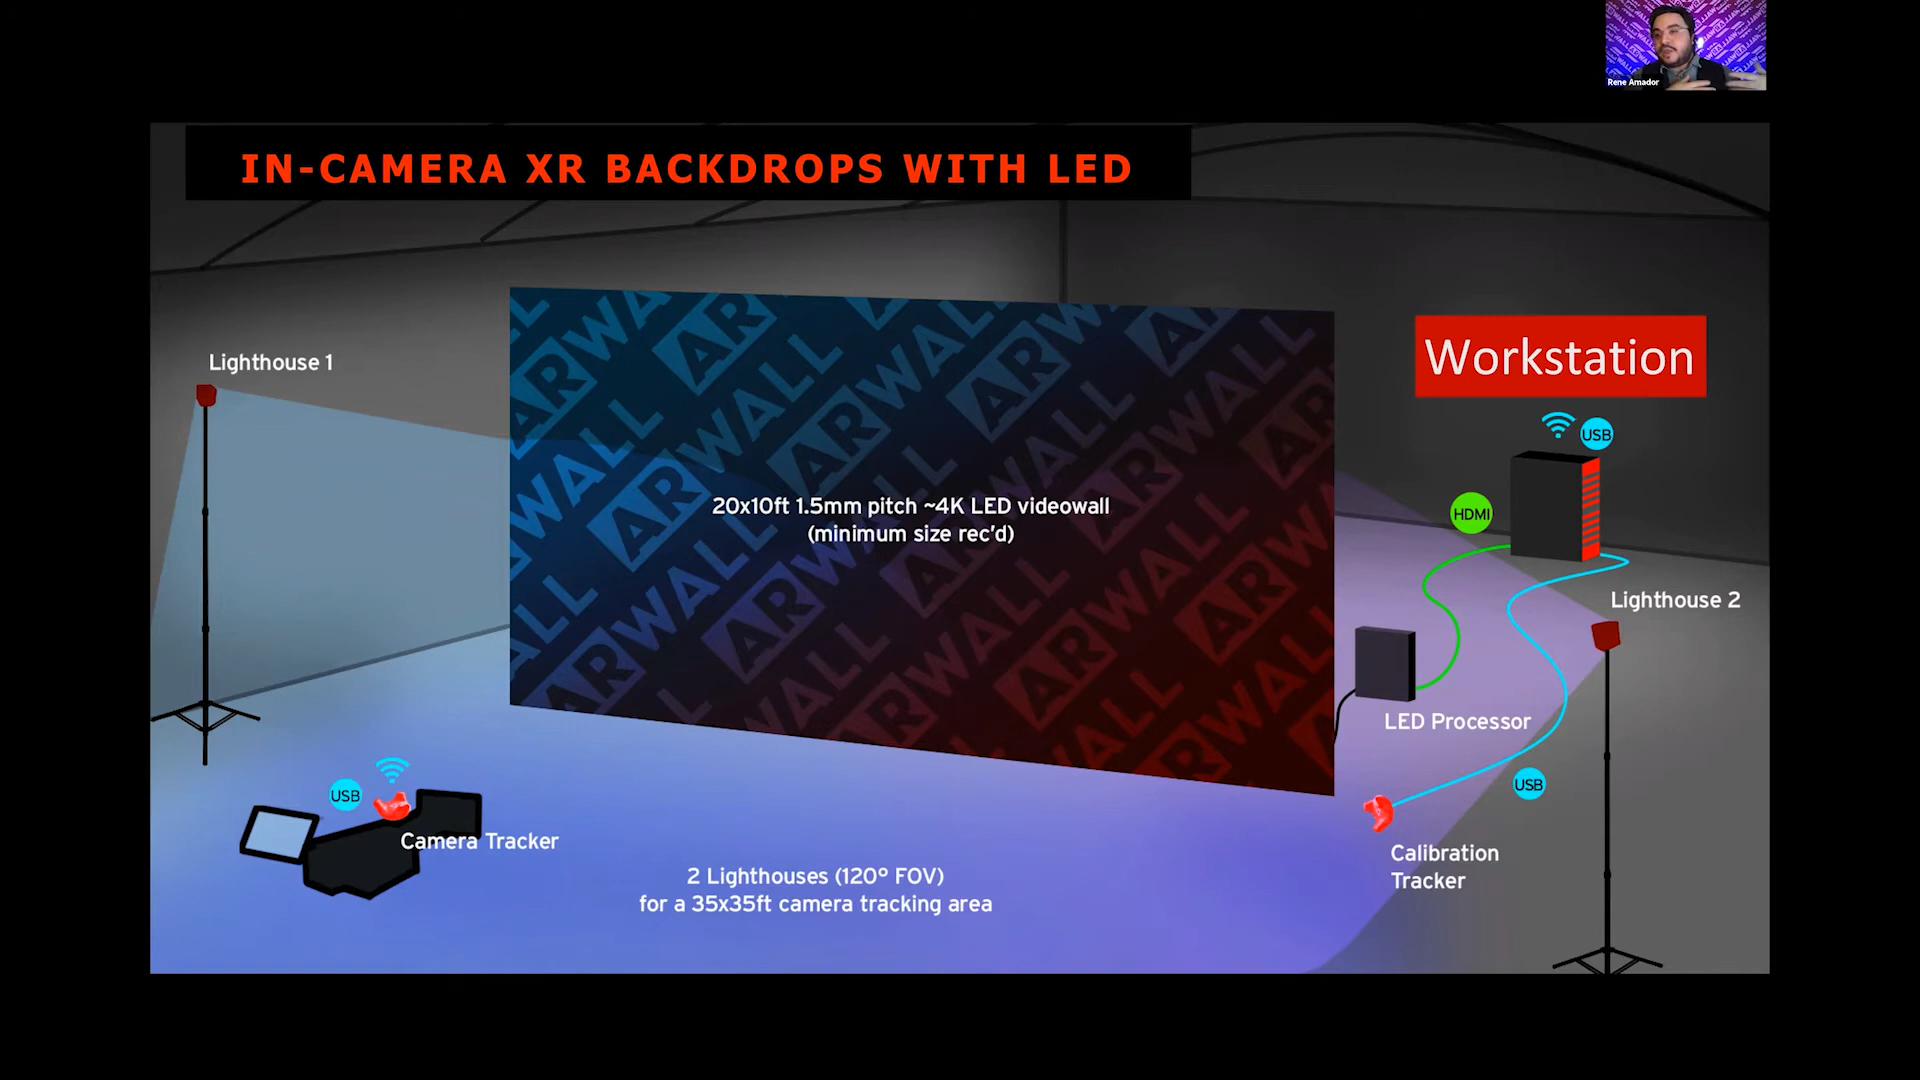 Rene Amador
IN-CAMERA XR BACKDROPS WITH LED
Lighthouse 1
Workstation
USB
HDMI
20x10ft 1.5mm pitch ~4K LED videowall
(minimum size rec'd)
ARWALL
Lighthouse 2
LED Processor
USB
USB
Camera Tracker
Calibration
Tracker
2 Lighthouses (120° FOV)
for a 35x35ft camera tracking area